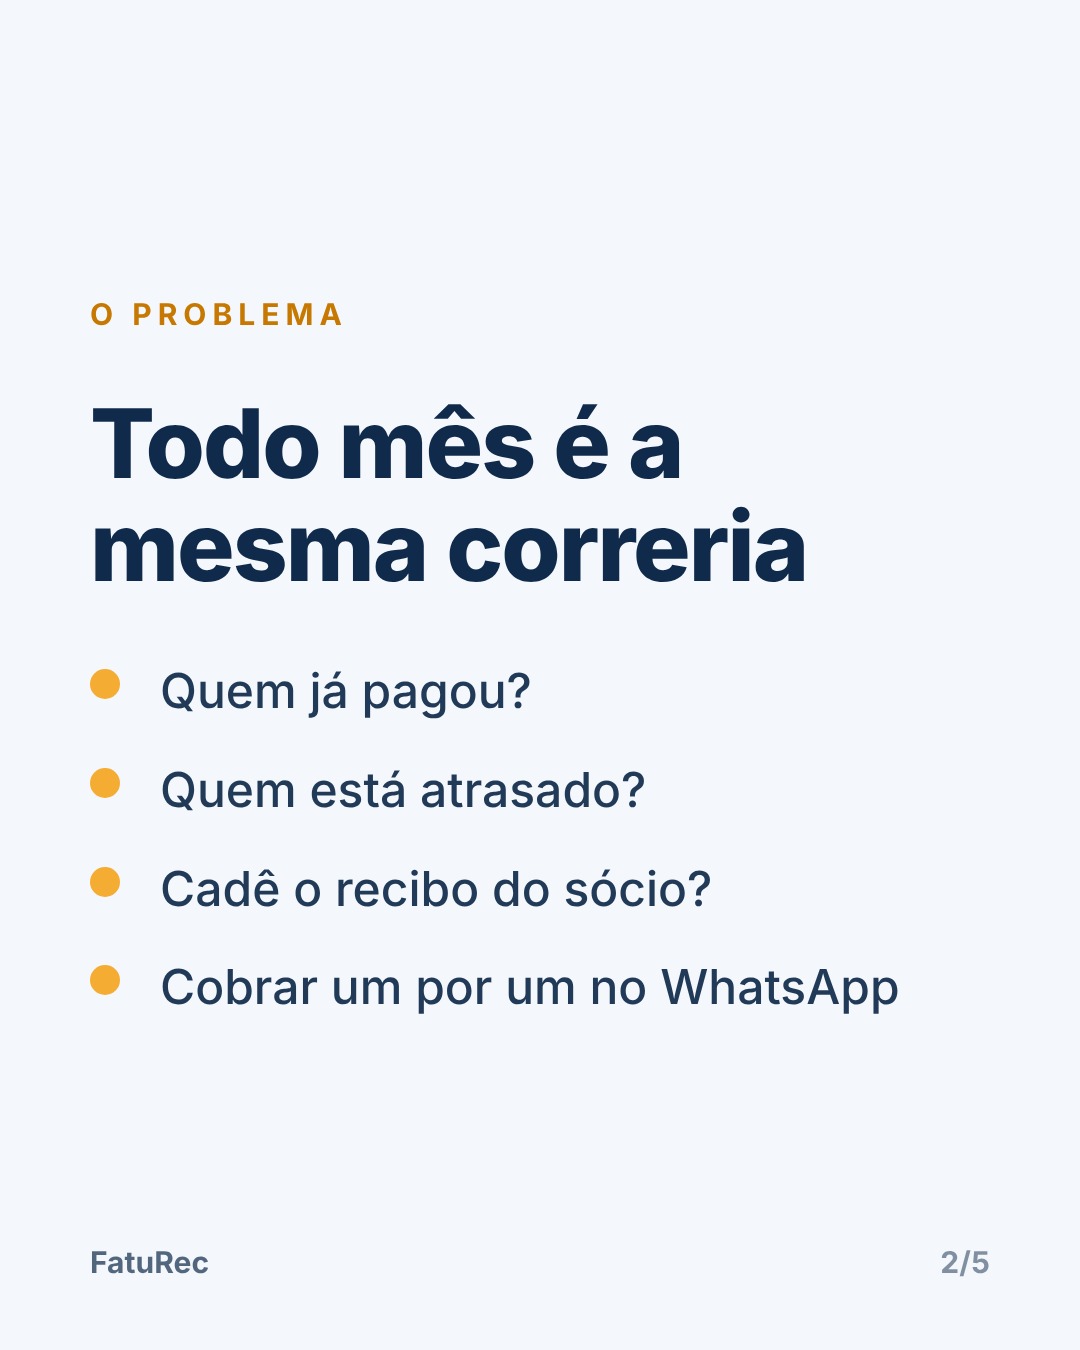 O PROBLEMA
Todo mês é a
mesma correria
Quem já pagou?
Quem está atrasado?
Cadê o recibo do sócio?
Cobrar um por um no WhatsApp
FatuRec
2/5